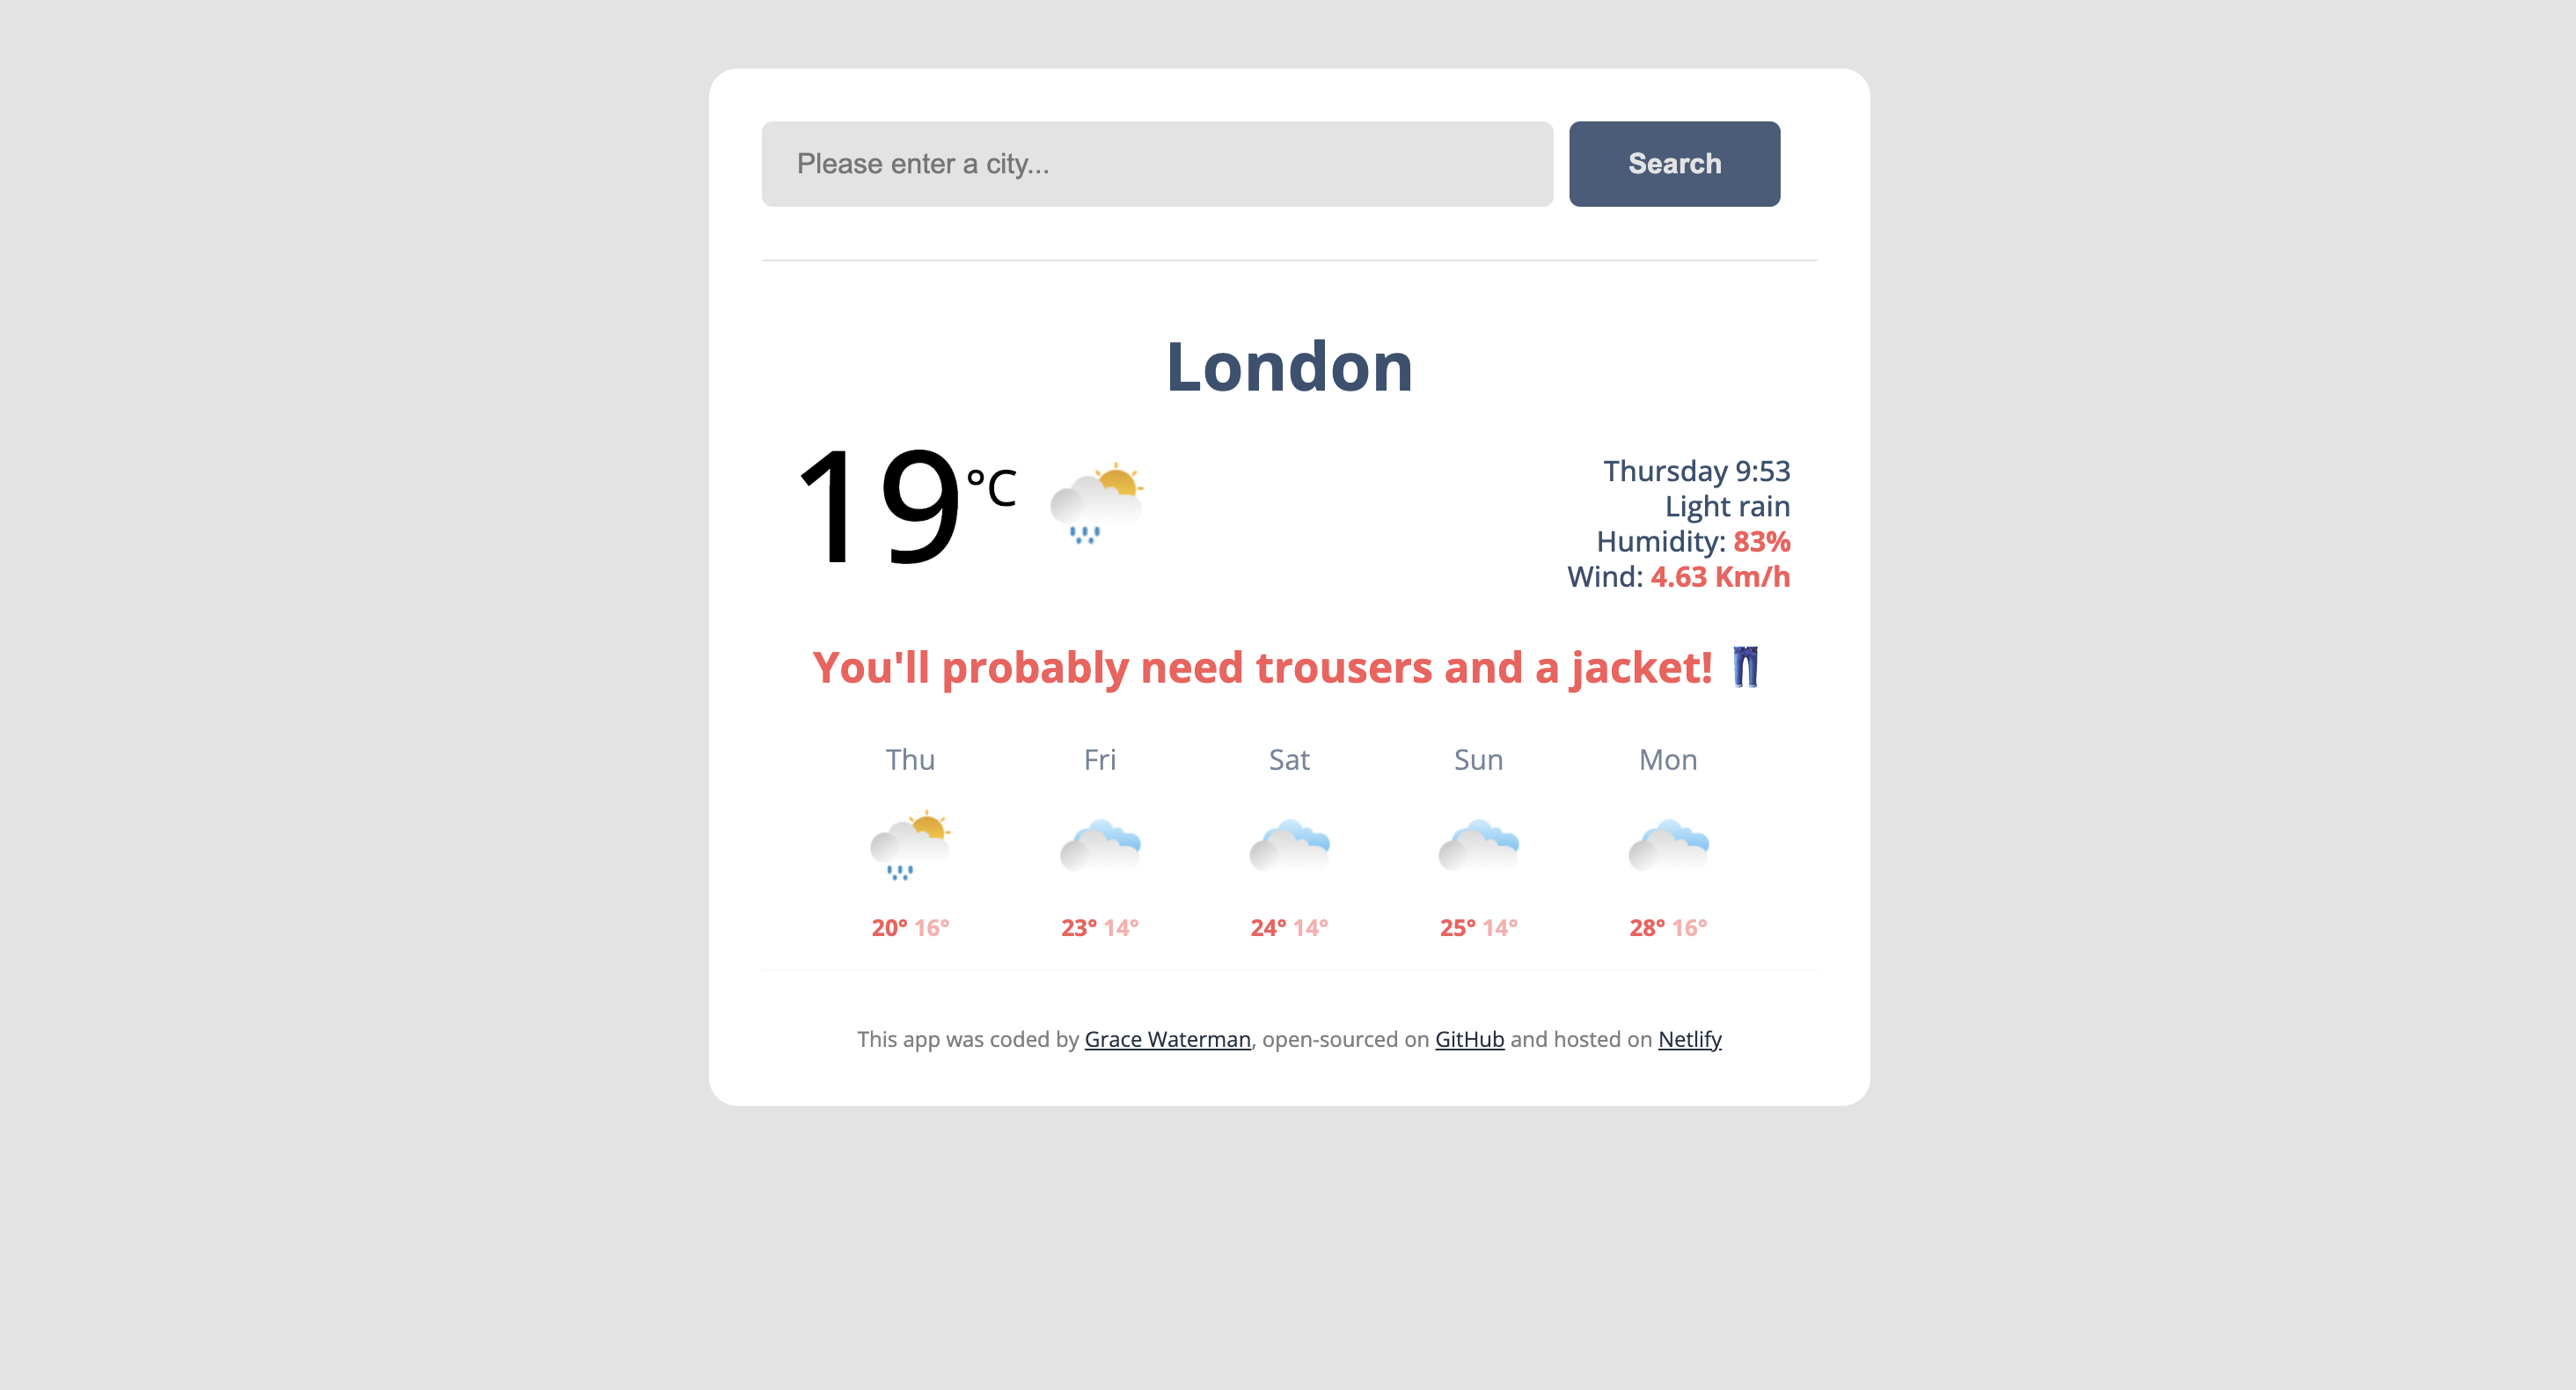 Please enter a city...
Search
London
19°C
Thursday 9:53
Light rain
Humidity: 83%
Wind: 4.63 Km/h
You'll probably need trousers and a jacket! 👖
Thu Fri Sat Sun Mon
20° 16° 23° 14° 24° 14° 25° 14° 28° 16°
This app was coded by Grace Waterman, open-sourced on GitHub and hosted on Netlify